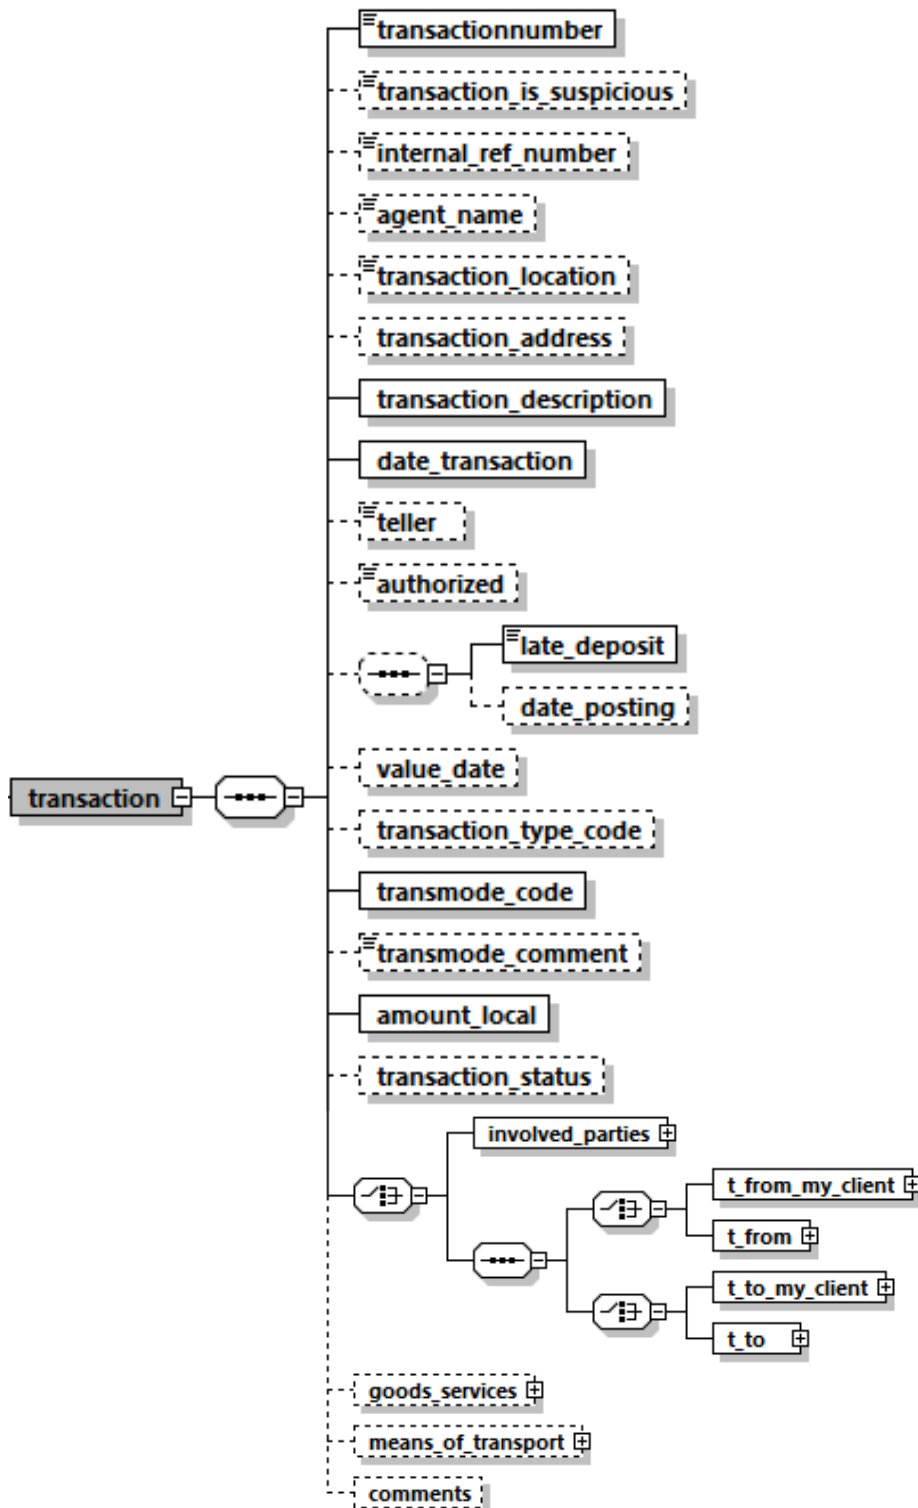 transactionnumber
transaction_is_suspicious
internal_ref_number
agent_name
transaction_location
transaction_address
transaction_description
date_transaction
teller
authorized
late_deposit
date_posting
value_date
transaction
transaction_type_code
transmode_code
transmode_comment
amount_local
transaction_status
involved_parties
t_from_my_client
t_from
t_to_my_client
t_to
goods_services
means_of_transport
comments